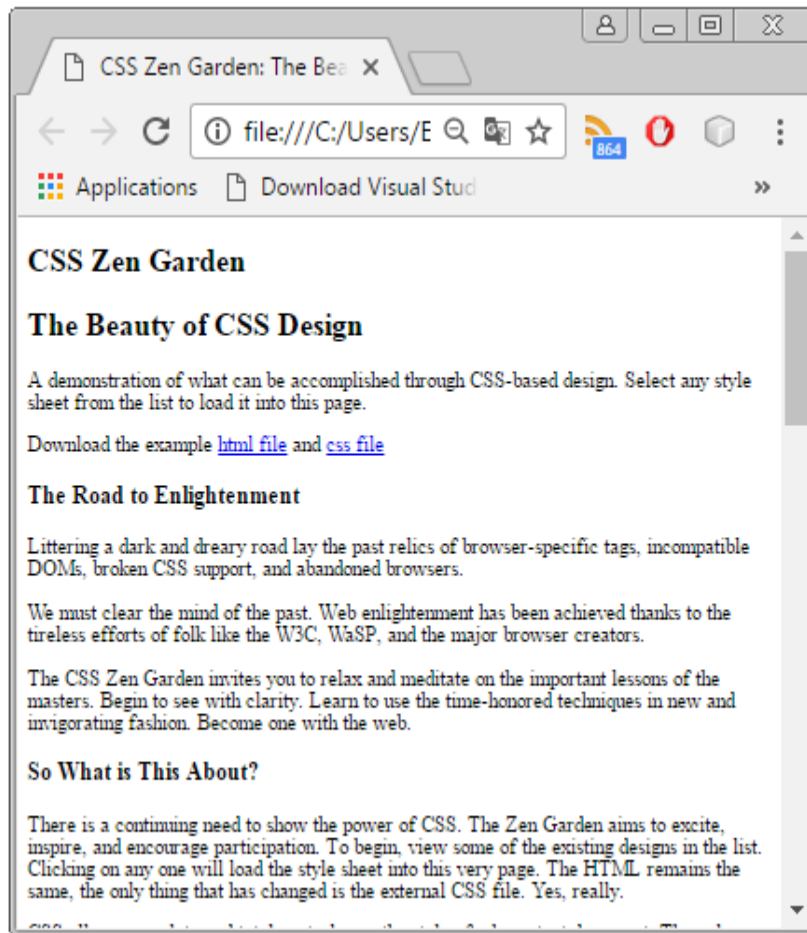 CSS Zen Garden: The Bea
file:///C:/Users/E
864
Applications
Download Visual Stud
CSS Zen Garden
The Beauty of CSS Design
A demonstration of what can be accomplished through CSS-based design. Select any style
sheet from the list to load it into this page.
Download the example html file and css file
The Road to Enlightenment
Littering a dark and dreary road lay the past relics of browser-specific tags, incompatible
DOMs, broken CSS support, and abandoned browsers.
We must clear the mind of the past. Web enlightenment has been achieved thanks to the
tireless efforts of folk like the W3C, WaSP, and the major browser creators.
The CSS Zen Garden invites you to relax and meditate on the important lessons of the
masters. Begin to see with clarity. Learn to use the time-honored techniques in new and
invigorating fashion. Become one with the web.
So What is This About?
There is a continuing need to show the power of CSS. The Zen Garden aims to excite,
inspire, and encourage participation. To begin, view some of the existing designs in the list.
Clicking on any one will load the style sheet into this very page. The HTML remains the
same, the only thing that has changed is the external CSS file. Yes, really.